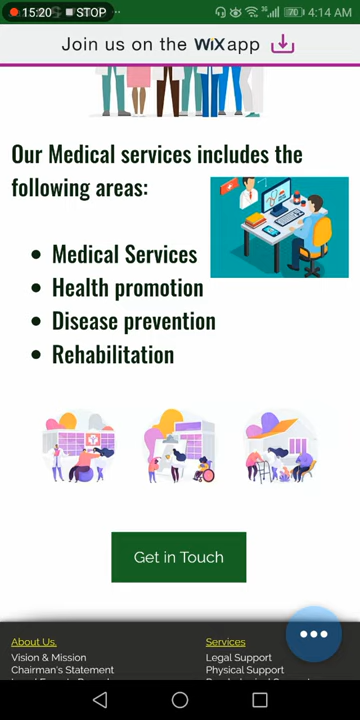 15:20 STOP 70 4:14 AM
Join us on the WiX app
Our Medical services includes the
following areas:
Medical Services
Health promotion
Disease prevention
Rehabilitation
Get in Touch
About Us. Services
Vision & Mission Legal Support
Chairman's Statement Physical Support